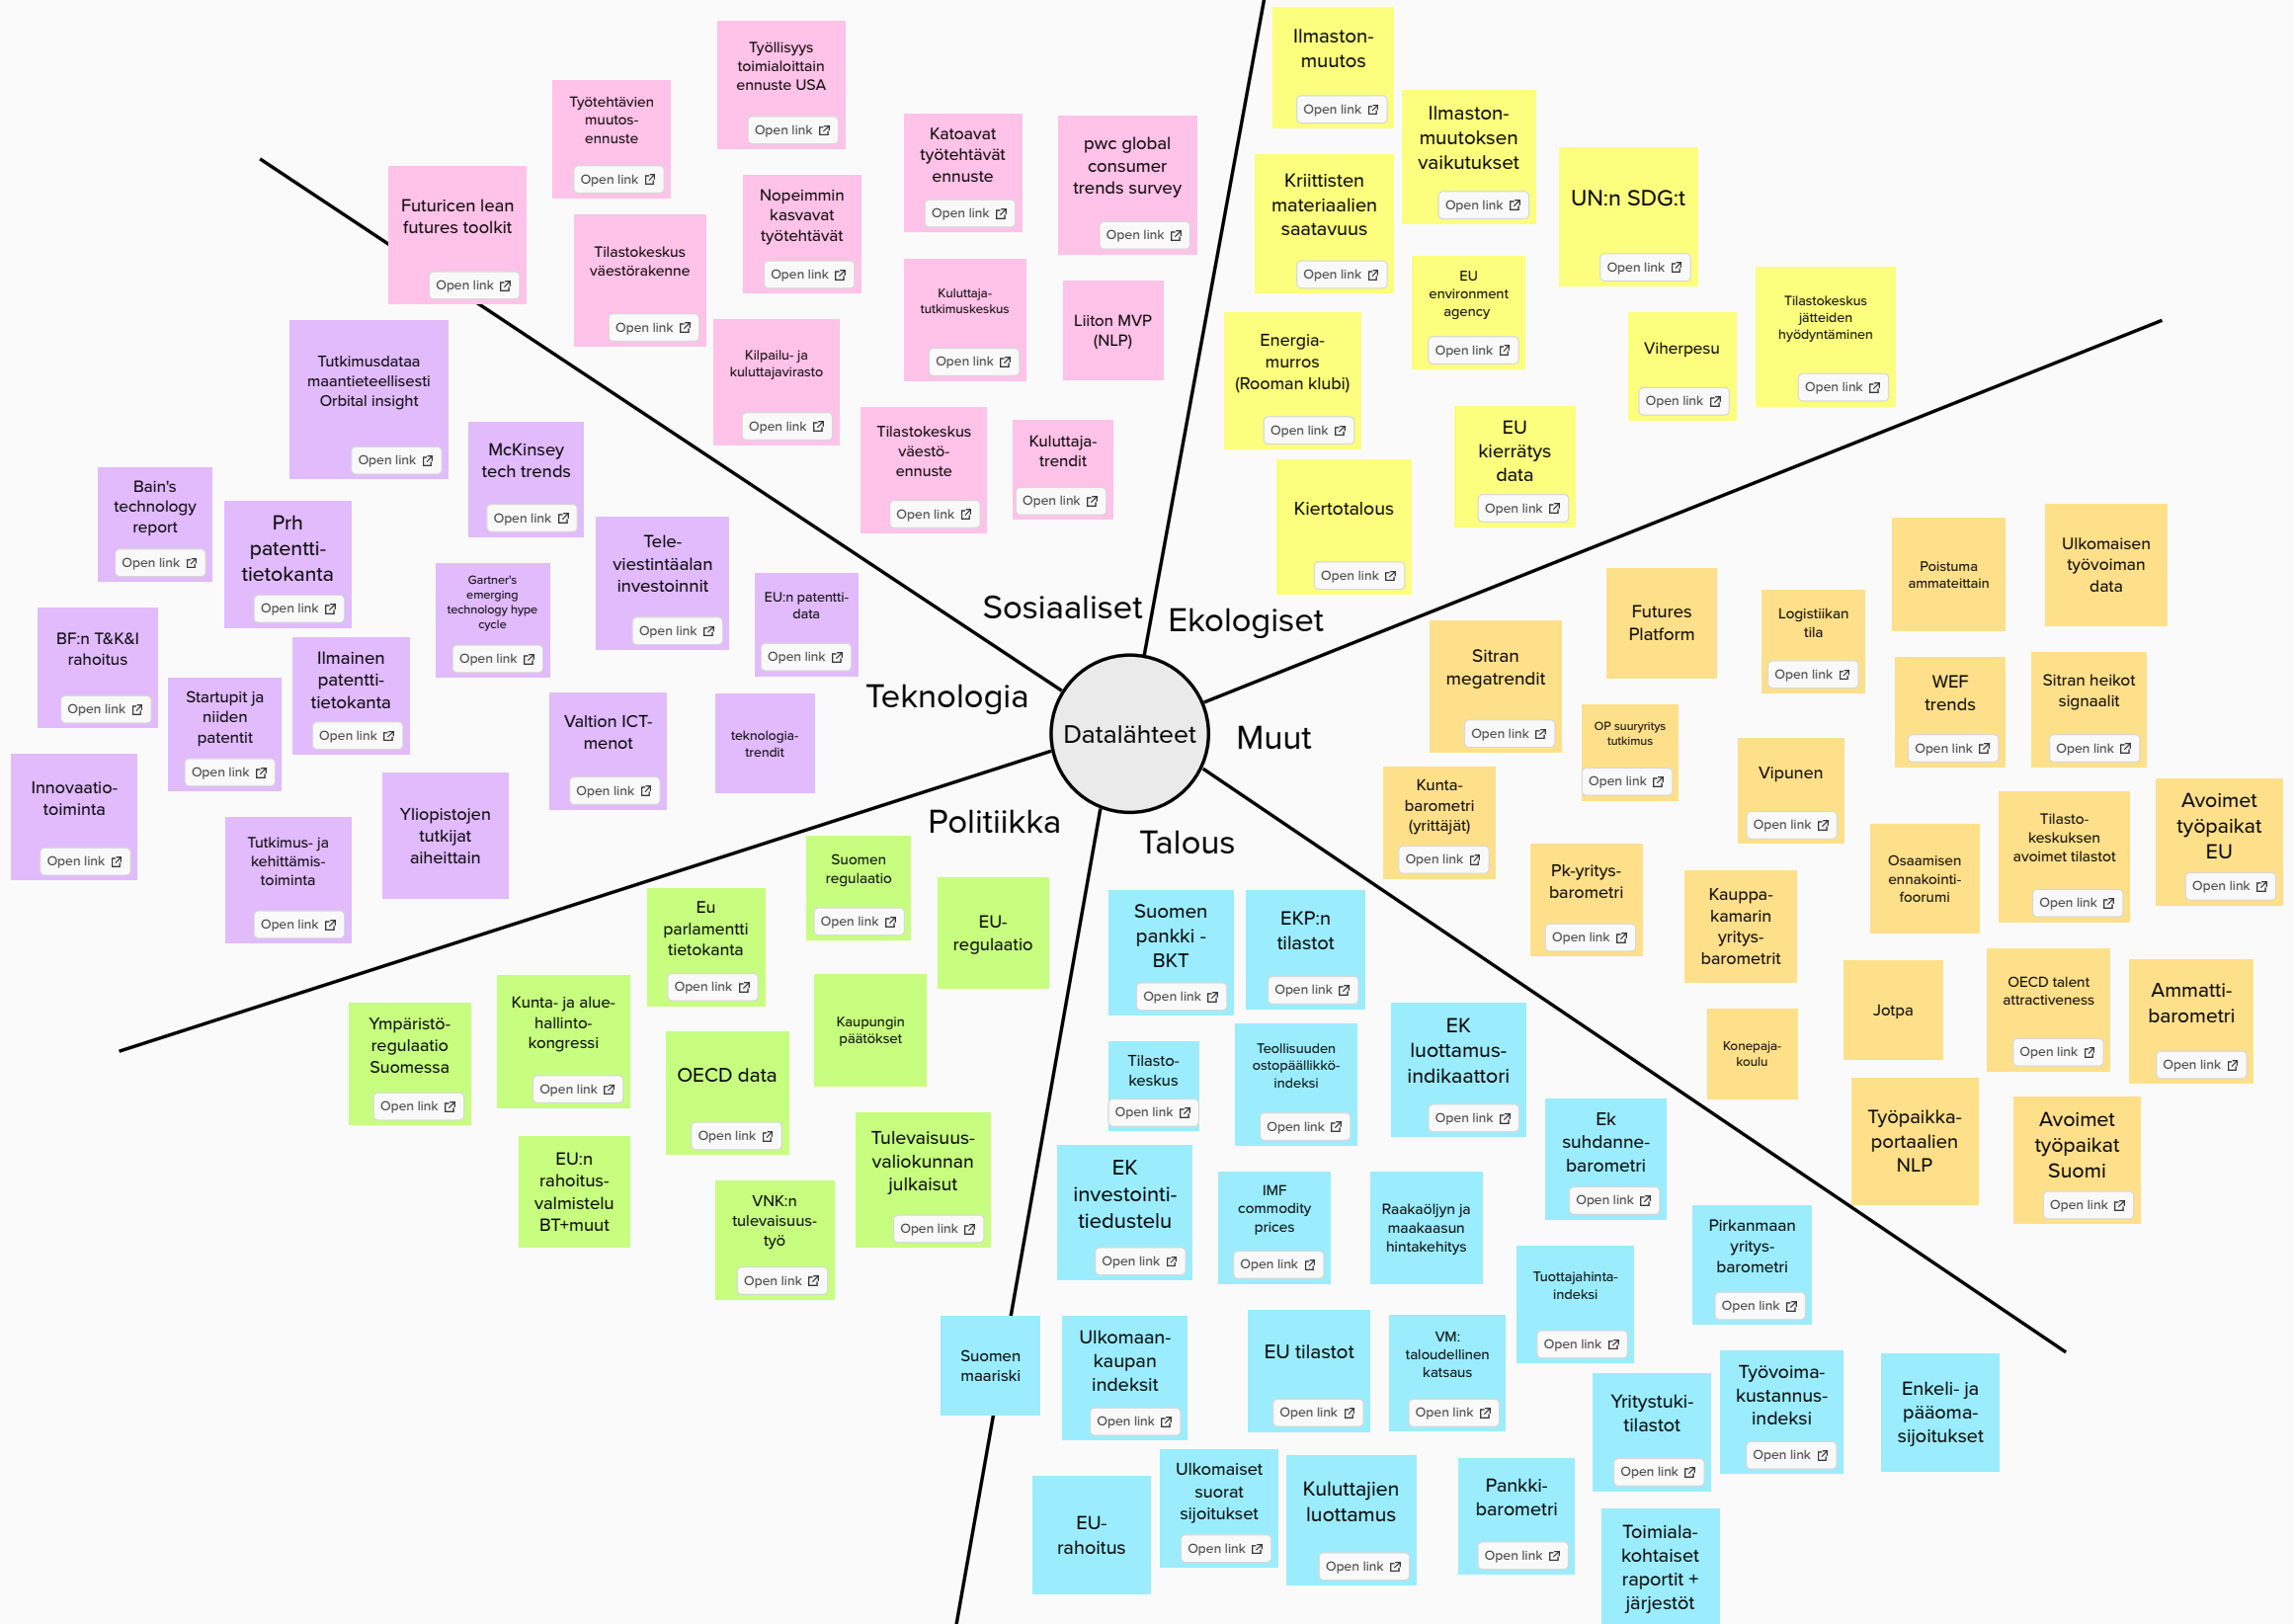 Työllisyys
toimialoittain
ennuste USA
Open link
Työtehtävien
muutos-
ennuste
Open link
Futuricen lean
futures toolkit
Open link
Tilastokeskus
väestörakenne
Open link
Nopeimmin
kasvavat
työtehtävät
Open link
Katoavat
työtehtävät
ennuste
Open link
pwc global
consumer
trends survey
Open link
Kilpailu- ja
kuluttajavirasto
Open link
Kuluttaja-
tutkimuskeskus
Open link
Liiton MVP
(NLP)
Tilastokeskus
väestö-
ennuste
Open link
Kuluttaja-
trendit
Open link
Sosiaaliset
Ilmaston-
muutos
Open link
Ilmaston-
muutoksen
vaikutukset
Open link
Kriittisten
materiaalien
saatavuus
Open link
UN:n SDG:t
Open link
EU
environment
agency
Open link
Energia-
murros
(Rooman klubi)
Open link
Viherpesu
Open link
Tilastokeskus
jätteiden
hyödyntäminen
Open link
EU
kierrätys
data
Open link
Kiertotalous
Open link
Ekologiset
Tutkimusdataa
maantieteellisesti
Orbital insight
Open link
McKinsey
tech trends
Open link
Bain's
technology
report
Open link
Prh
patentti-
tietokanta
Open link
Tele-
viestintäalan
investoinnit
Open link
Gartner's
emerging
technology hype
cycle
Open link
EU:n patentti-
data
Open link
BF:n T&K&I
rahoitus
Open link
Startupit ja
niiden
patentit
Open link
Ilmainen
patentti-
tietokanta
Open link
Valtion ICT-
menot
Open link
teknologia-
trendit
Innovaatio-
toiminta
Open link
Tutkimus- ja
kehittämis-
toiminta
Open link
Yliopistojen
tutkijat
aiheittain
Teknologia
Datalähteet
Muut
Poistuma
ammateittain
Ulkomaisen
työvoiman
data
Futures
Platform
Logistiikan
tila
Open link
Sitran
megatrendit
Open link
WEF
trends
Open link
Sitran heikot
signaalit
Open link
OP suuryritys
tutkimus
Open link
Vipunen
Open link
Kunta-
barometri
(yrittäjät)
Open link
Tilasto-
keskuksen
avoimet tilastot
Open link
Avoimet
työpaikat
EU
Open link
Pk-yritys-
barometri
Open link
Osaamisen
ennakointi-
foorumi
Kauppa-
kamarin
yritys-
barometrit
Jotpa
OECD talent
attractiveness
Open link
Ammatti-
barometri
Open link
Konepaja-
koulu
Työpaikka-
portaalien
NLP
Avoimet
työpaikat
Suomi
Open link
Politiikka
Suomen
regulaatio
Open link
Eu
parlamentti
tietokanta
Open link
EU-
regulaatio
Ympäristö-
regulaatio
Suomessa
Open link
Kunta- ja alue-
hallinto-
kongressi
Open link
Kaupungin
päätökset
OECD data
Open link
EU:n
rahoitus-
valmistelu
BT+muut
Tulevaisuus-
valiokunnan
julkaisut
Open link
VNK:n
tulevaisuus-
työ
Open link
Talous
Suomen
pankki -
BKT
Open link
EKP:n
tilastot
Open link
Tilasto-
keskus
Open link
Teollisuuden
ostopäällikkö-
indeksi
Open link
EK
luottamus-
indikaattori
Open link
Ek
suhdanne-
barometri
Open link
EK
investointi-
tiedustelu
Open link
IMF
commodity
prices
Open link
Raakaöljyn ja
maakaasun
hintakehitys
Pirkanmaan
yritys-
barometri
Open link
Tuottajahinta-
indeksi
Open link
Suomen
maariski
Ulkomaan-
kaupan
indeksit
Open link
EU tilastot
Open link
VM:
taloudellinen
katsaus
Open link
Yritystuki-
tilastot
Open link
Työvoima-
kustannus-
indeksi
Open link
Enkeli- ja
pääoma-
sijoitukset
EU-
rahoitus
Ulkomaiset
suorat
sijoitukset
Open link
Kuluttajien
luottamus
Open link
Pankki-
barometri
Open link
Toimiala-
kohtaiset
raportit +
järjestöt